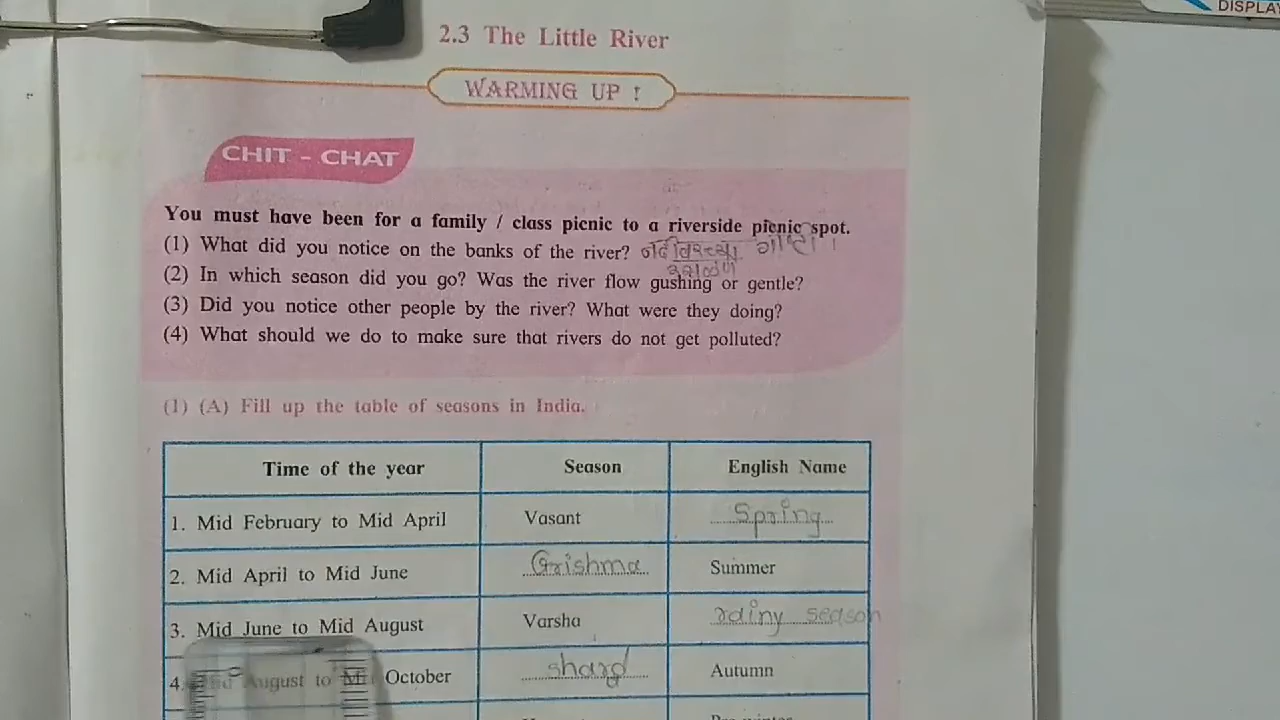 DISPLAY
2.3 The Little River
WARMING UP !
CHIT - CHAT
You must have been for a family / class picnic to a riverside picnic spot.
(1) What did you notice on the banks of the river?
(2) In which season did you go? Was the river flow gushing or gentle?
(3) Did you notice other people by the river? What were they doing?
(4) What should we do to make sure that rivers do not get polluted?
(1) (A) Fill up the table of seasons in India.
Time of the year Season English Name
1. Mid February to Mid April Vasant Spring
2. Mid April to Mid June Grishma Summer
3. Mid June to Mid August Varsha rainy season
4. Mid August to Mid October shard Autumn